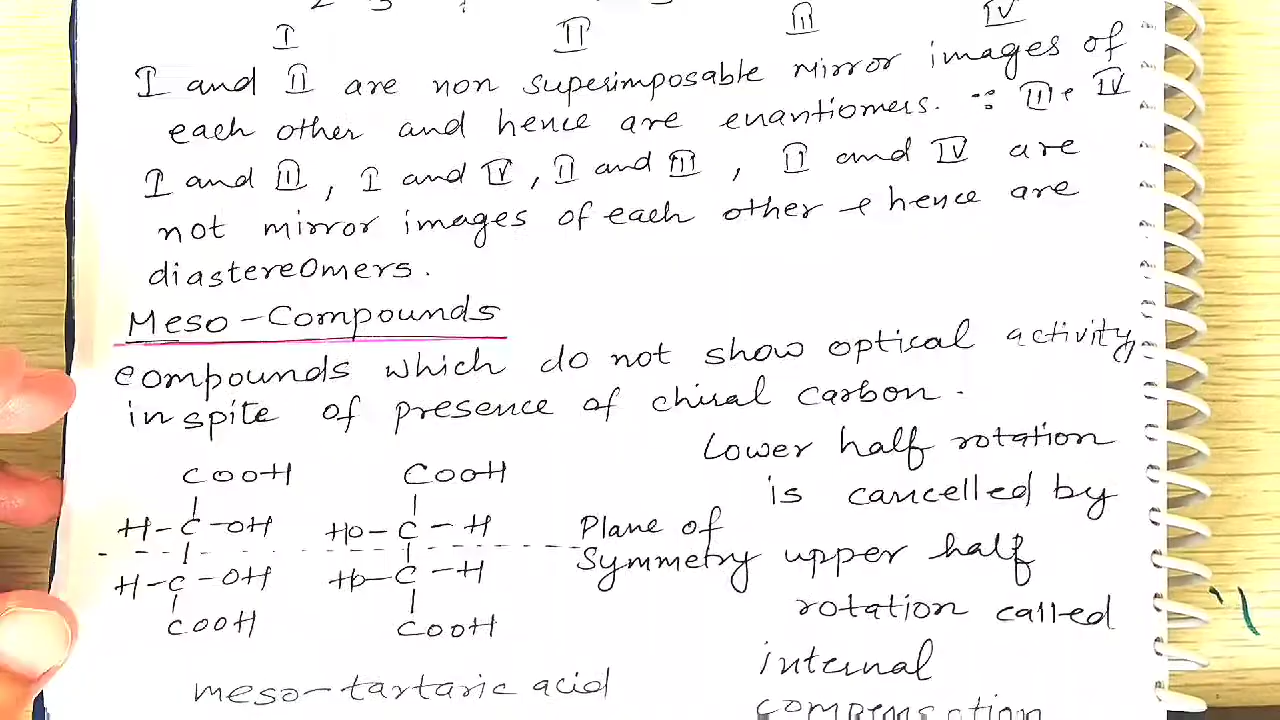 I II III IV
I and II are non superimposable mirror images of
each other and hence are enantiomers. III & IV
I and III, I and IV, II and III, II and IV are
not mirror images of each other & hence are
diastereomers.
Meso-Compounds
compounds which do not show optical activity
inspite of presence of chiral carbon.
Lower half rotation
is cancelled by
upper half
rotation called
internal
compensation
COOH COOH
H-C-OH HO-C-H Plane of
H-C-OH HO-C-H Symmetry
COOH COOH
meso-tartaric acid